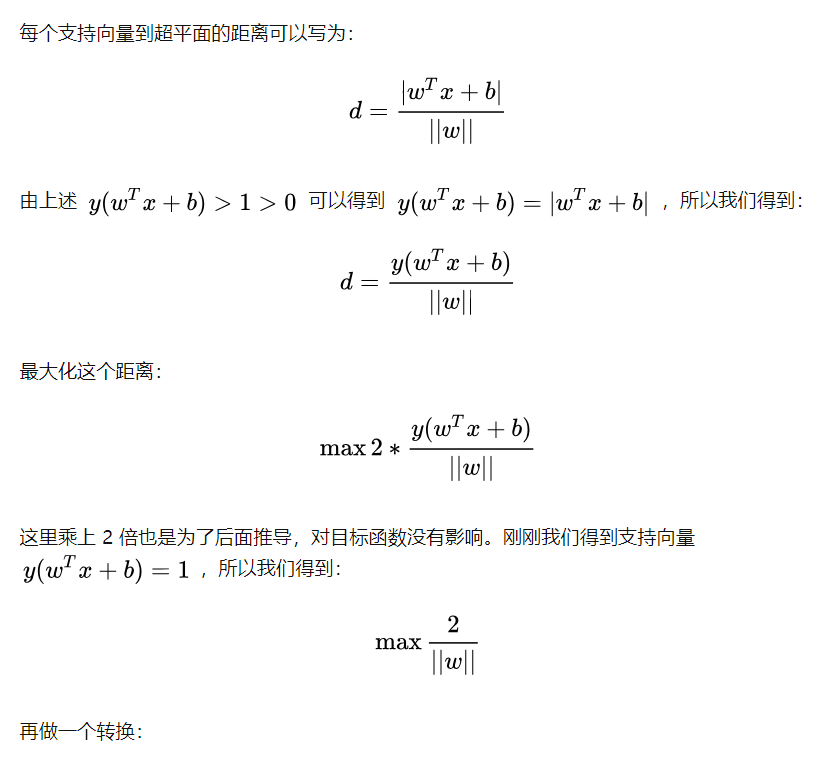 每个支持向量到超平面的距离可以写为：
d = |w^T x + b| / ||w||
由上述 y(w^T x + b) > 1 > 0 可以得到 y(w^T x + b) = |w^T x + b| ，所以我们得到：
d = y(w^T x + b) / ||w||
最大化这个距离：
max 2 * y(w^T x + b) / ||w||
这里乘上 2 倍也是为了后面推导，对目标函数没有影响。刚刚我们得到支持向量
y(w^T x + b) = 1 ，所以我们得到：
max 2 / ||w||
再做一个转换：